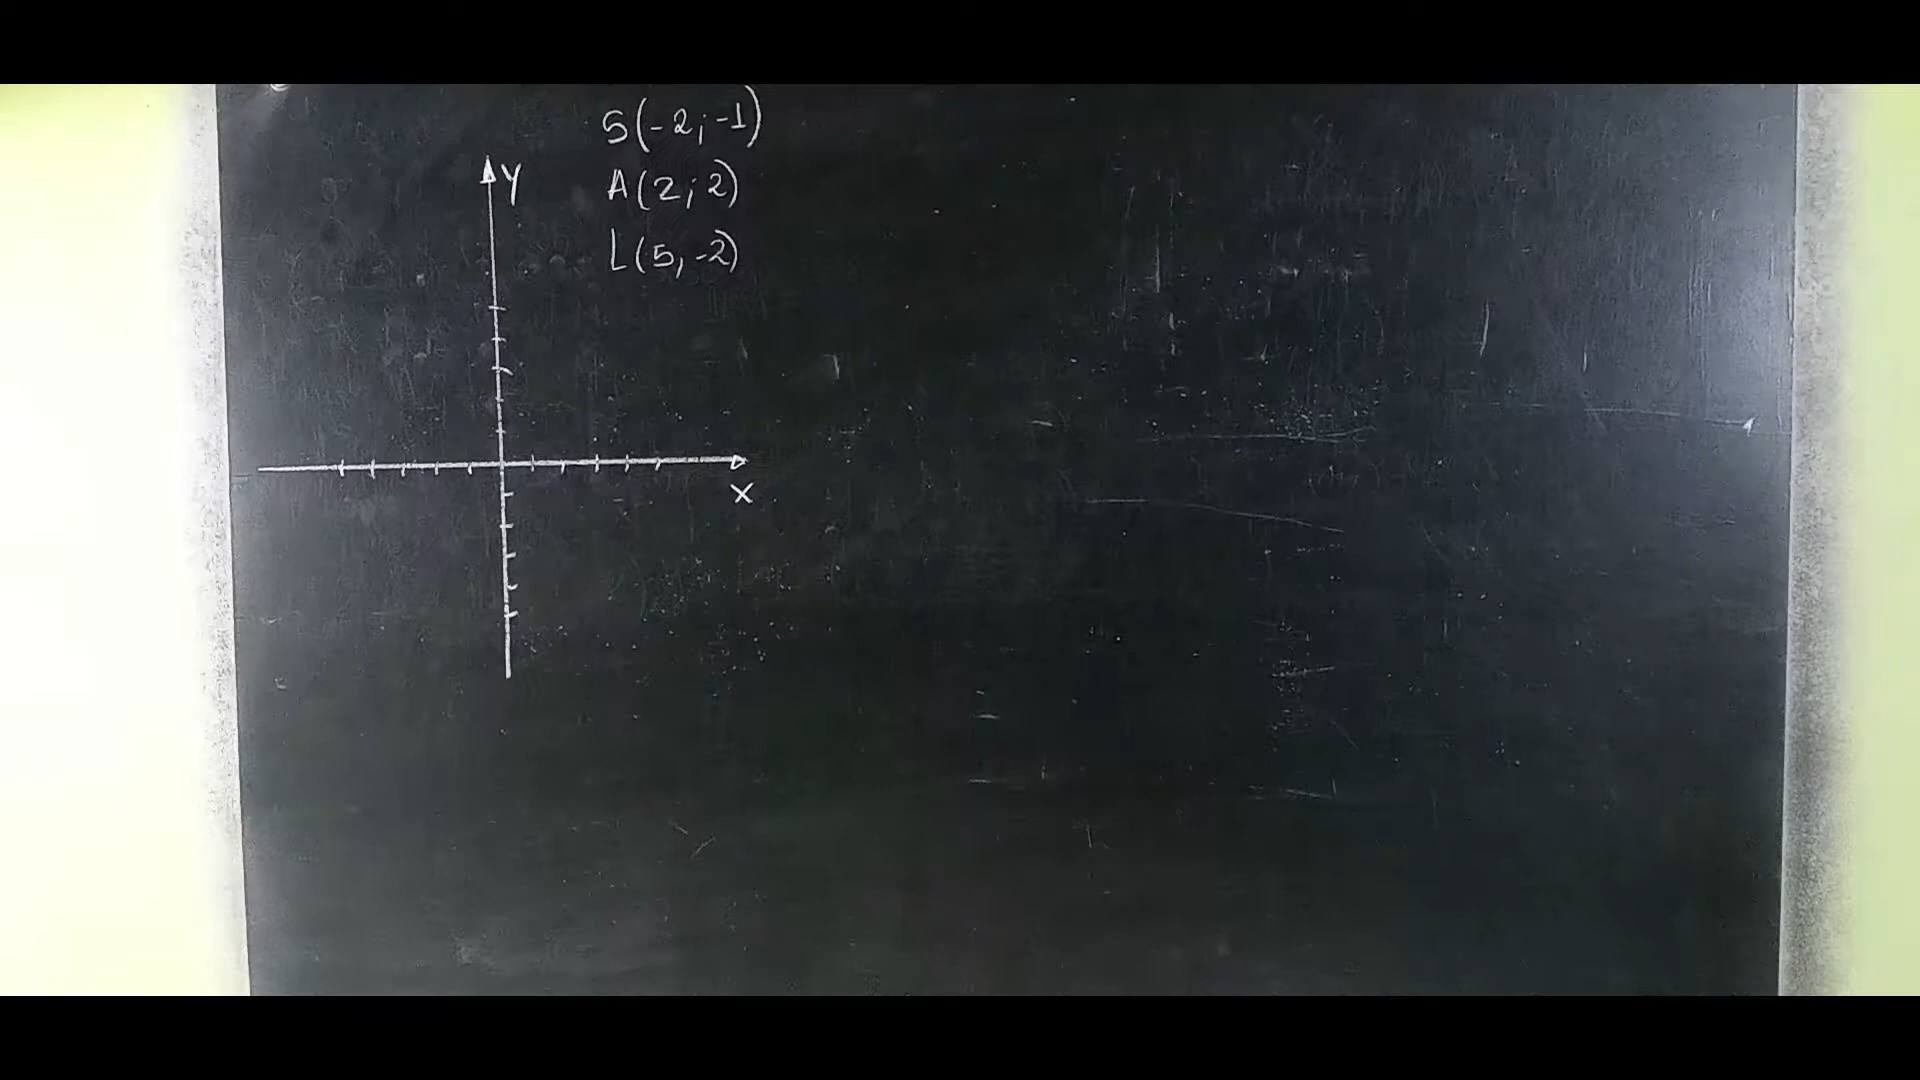 S(-2; -1)
Y
A(2; 2)
L(5, -2)
X